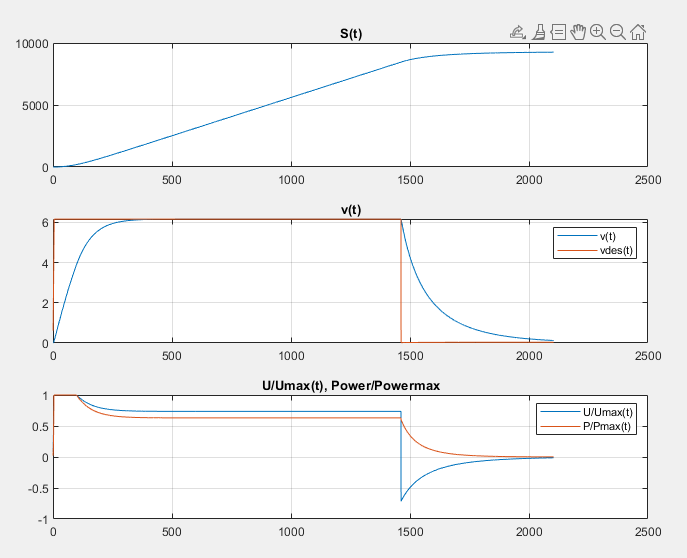 S(t)
10000
5000
0
0 500 1000 1500 2000 2500
v(t)
6
4
2
0
v(t)
vdes(t)
0 500 1000 1500 2000 2500
U/Umax(t), Power/Powermax
1
0.5
0
-0.5
-1
U/Umax(t)
P/Pmax(t)
0 500 1000 1500 2000 2500